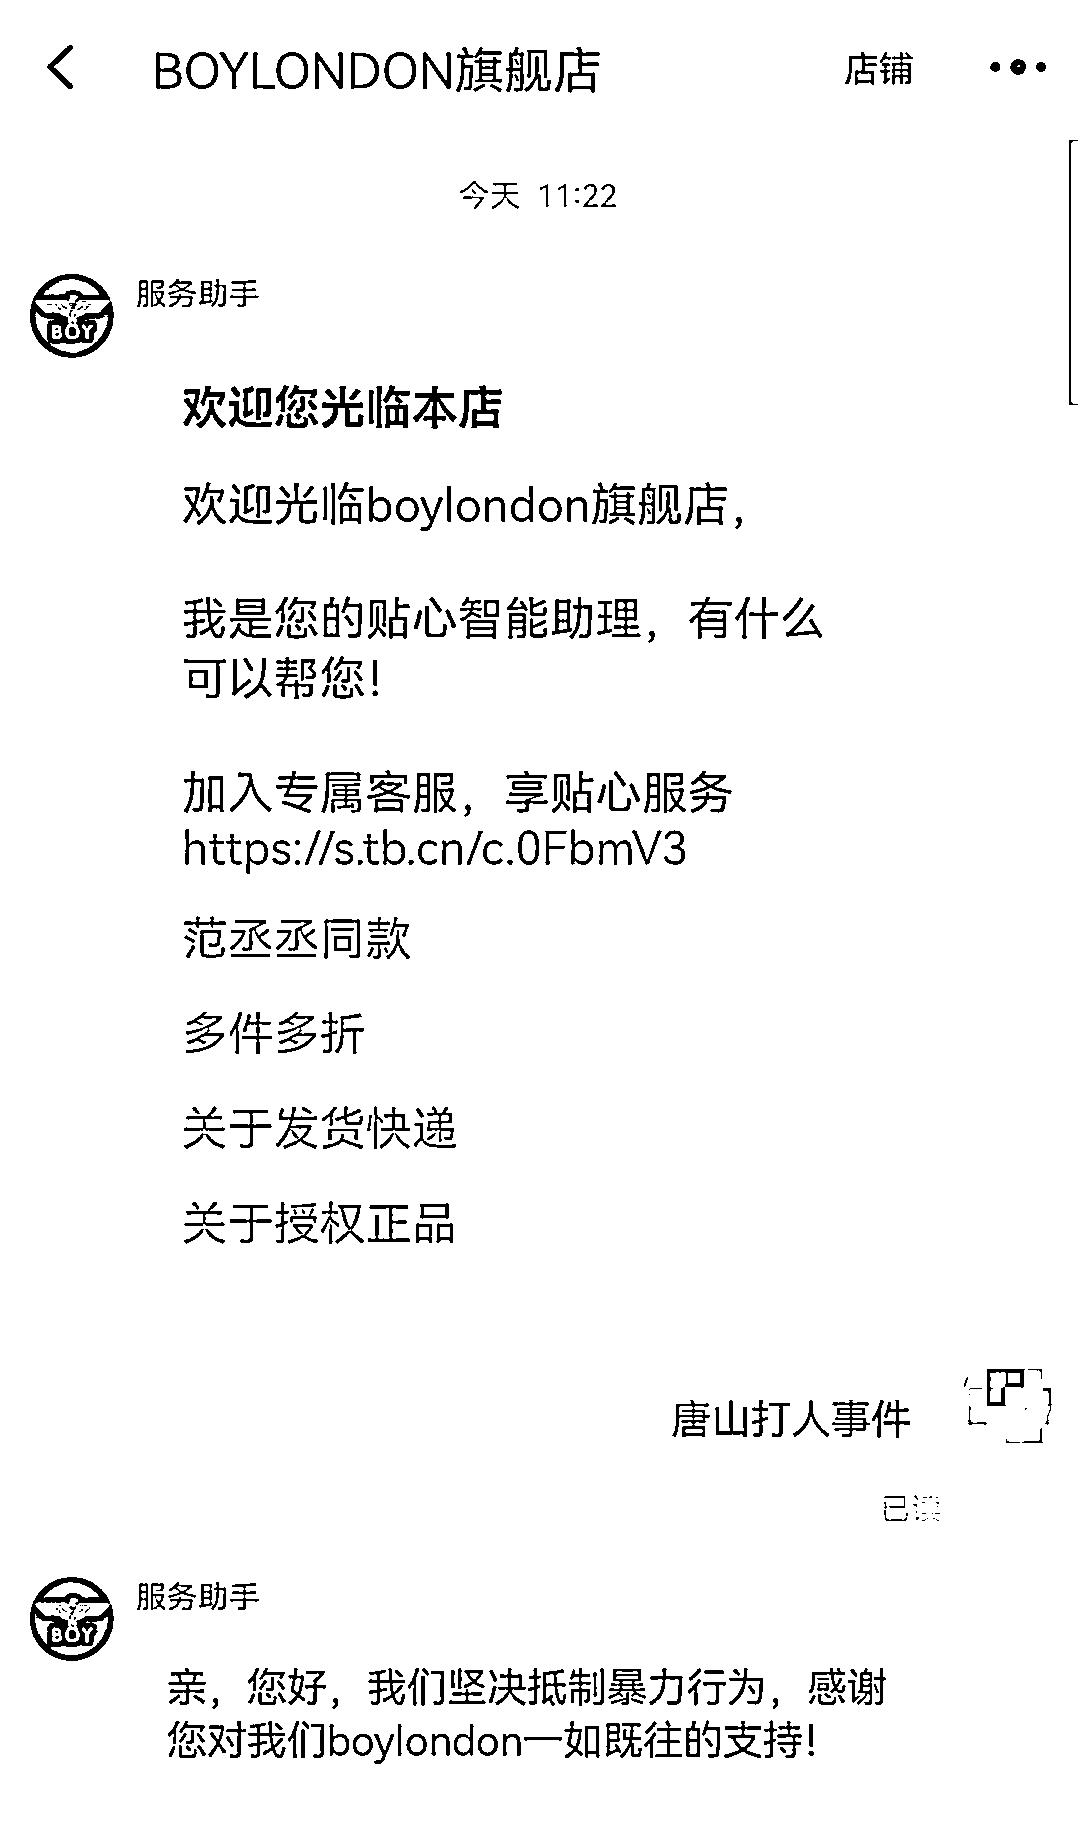 BOYLONDON旗舰店 店铺
今天 11:22
服务助手
BOY
欢迎您光临本店
欢迎光临boylondon旗舰店，
我是您的贴心智能助理，有什么
可以帮您！
加入专属客服，享贴心服务
https://s.tb.cn/c.0FbmV3
范丞丞同款
多件多折
关于发货快递
关于授权正品
唐山打人事件
已读
服务助手
BOY
亲，您好，我们坚决抵制暴力行为，感谢
您对我们boylondon一如既往的支持！